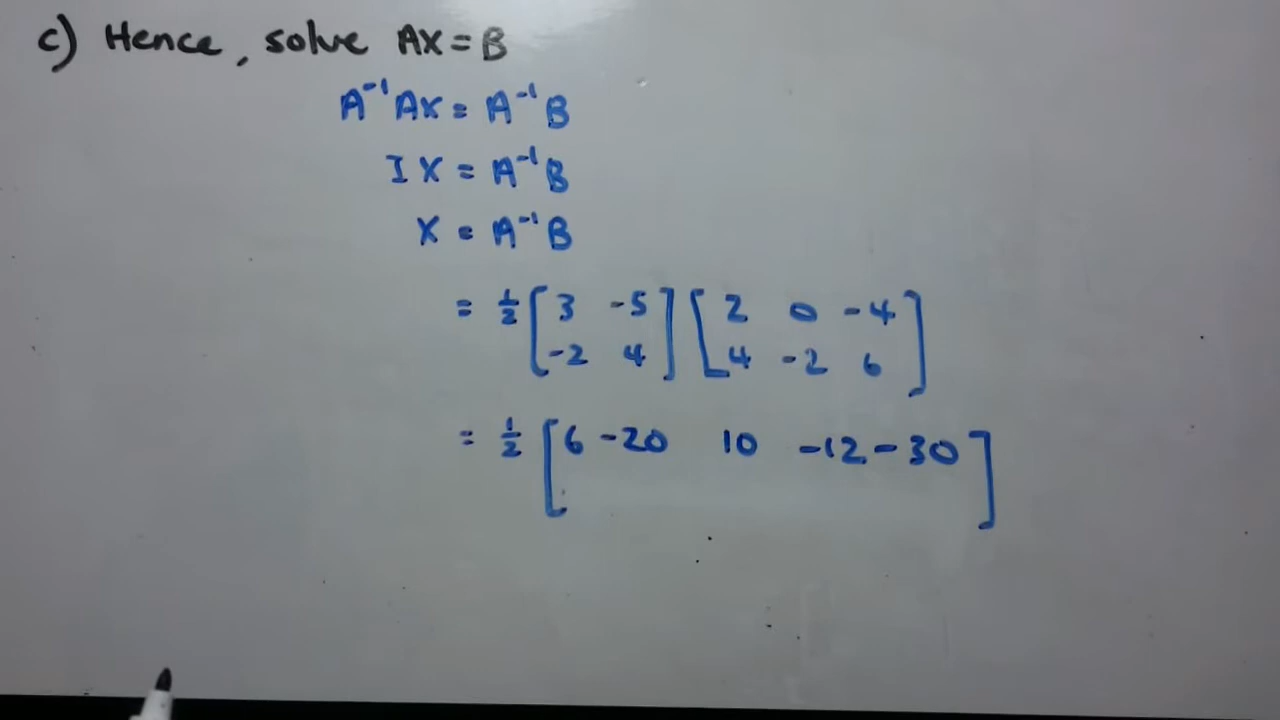 c) Hence, solve AX = B
A⁻¹AX = A⁻¹B
IX = A⁻¹B
X = A⁻¹B
= ½ [ 3 -5 ] [ 2 0 -4 ]
-2 4 4 -2 6
= ½ [ 6 -20 10 -12 - 30 ]